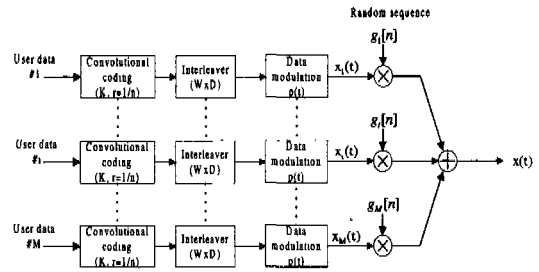 Random sequence
g1[n]
User data
#1
Convolutional
coding
(K, r=1/n)
Interleaver
(WxD)
Data
modulation
p(t)
x1(t)
User data
#i
Convolutional
coding
(K, r=1/n)
Interleaver
(WxD)
Data
modulation
p(t)
xi(t)
gi[n]
x(t)
User data
#M
Convolutional
coding
(K, r=1/n)
Interleaver
(WxD)
Data
modulation
p(t)
xM(t)
gM[n]